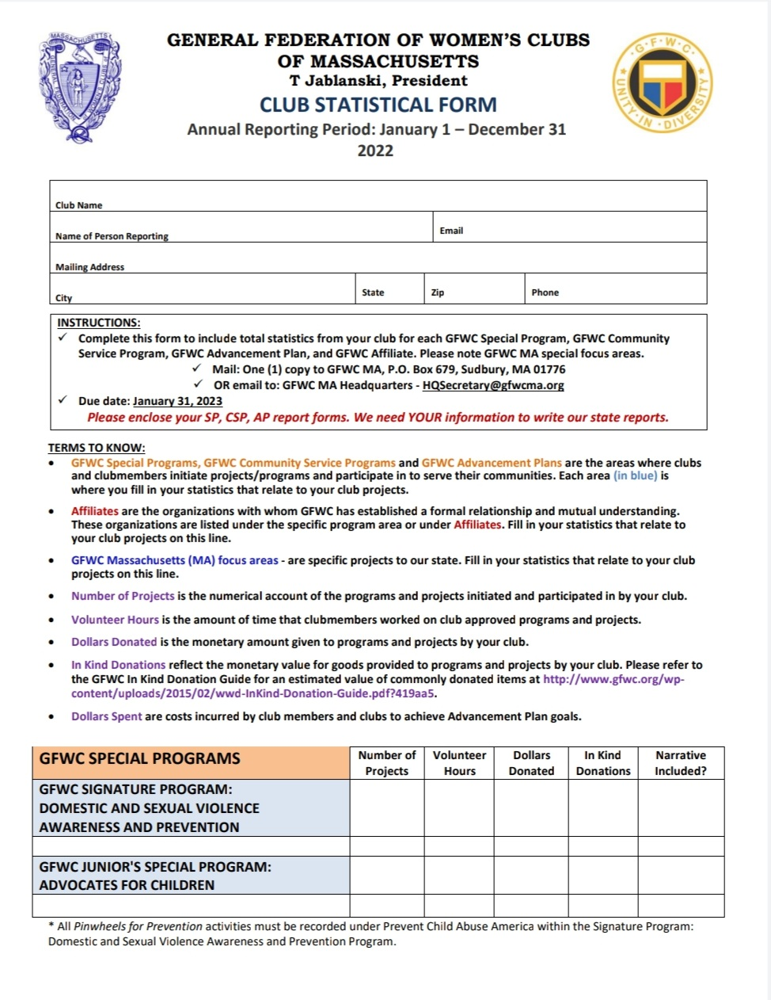 MASSACHUSETTS
GENERAL FEDERATION OF WOMEN'S CLUBS
OF MASSACHUSETTS
T Jablanski, President
CLUB STATISTICAL FORM
Annual Reporting Period: January 1 – December 31
2022
G·F·W·C·
UNITY·IN·DIVERSITY
Club Name
Name of Person Reporting
Email
Mailing Address
City
State
Zip
Phone
INSTRUCTIONS:
✓ Complete this form to include total statistics from your club for each GFWC Special Program, GFWC Community
Service Program, GFWC Advancement Plan, and GFWC Affiliate. Please note GFWC MA special focus areas.
✓ Mail: One (1) copy to GFWC MA, P.O. Box 679, Sudbury, MA 01776
✓ OR email to: GFWC MA Headquarters - HQSecretary@gfwcma.org
✓ Due date: January 31, 2023
Please enclose your SP, CSP, AP report forms. We need YOUR information to write our state reports.
TERMS TO KNOW:
• GFWC Special Programs, GFWC Community Service Programs and GFWC Advancement Plans are the areas where clubs
and clubmembers initiate projects/programs and participate in to serve their communities. Each area (in blue) is
where you fill in your statistics that relate to your club projects.
• Affiliates are the organizations with whom GFWC has established a formal relationship and mutual understanding.
These organizations are listed under the specific program area or under Affiliates. Fill in your statistics that relate to
your club projects on this line.
• GFWC Massachusetts (MA) focus areas - are specific projects to our state. Fill in your statistics that relate to your club
projects on this line.
• Number of Projects is the numerical account of the programs and projects initiated and participated in by your club.
• Volunteer Hours is the amount of time that clubmembers worked on club approved programs and projects.
• Dollars Donated is the monetary amount given to programs and projects by your club.
• In Kind Donations reflect the monetary value for goods provided to programs and projects by your club. Please refer to
the GFWC In Kind Donation Guide for an estimated value of commonly donated items at http://www.gfwc.org/wp-
content/uploads/2015/02/wwd-InKind-Donation-Guide.pdf?419aa5.
• Dollars Spent are costs incurred by club members and clubs to achieve Advancement Plan goals.
GFWC SPECIAL PROGRAMS
Number of
Projects
Volunteer
Hours
Dollars
Donated
In Kind
Donations
Narrative
Included?
GFWC SIGNATURE PROGRAM:
DOMESTIC AND SEXUAL VIOLENCE
AWARENESS AND PREVENTION
GFWC JUNIOR'S SPECIAL PROGRAM:
ADVOCATES FOR CHILDREN
* All Pinwheels for Prevention activities must be recorded under Prevent Child Abuse America within the Signature Program:
Domestic and Sexual Violence Awareness and Prevention Program.